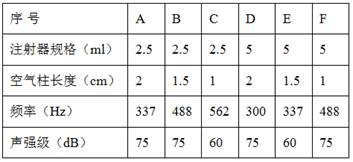 序 号 A B C D E F
注射器规格（ml） 2.5 2.5 2.5 5 5 5
空气柱长度（cm） 2 1.5 1 2 1.5 1
频率（Hz） 337 488 562 300 337 488
声强级（dB） 75 75 60 75 60 75